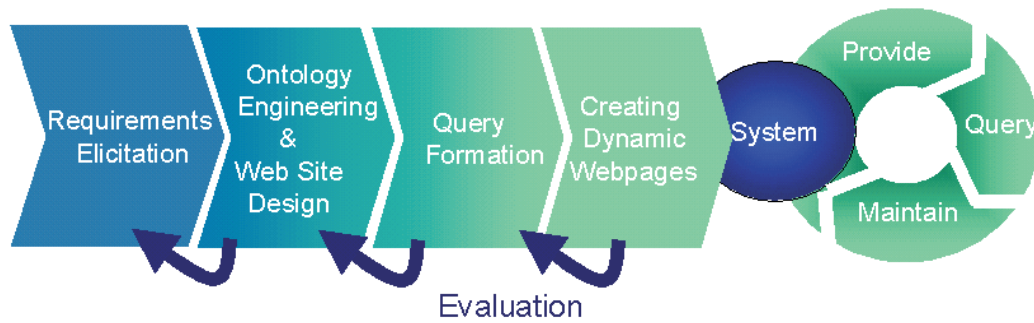 Requirements
Elicitation
Ontology
Engineering
&
Web Site
Design
Query
Formation
Creating
Dynamic
Webpages
System
Provide
Query
Maintain
Evaluation